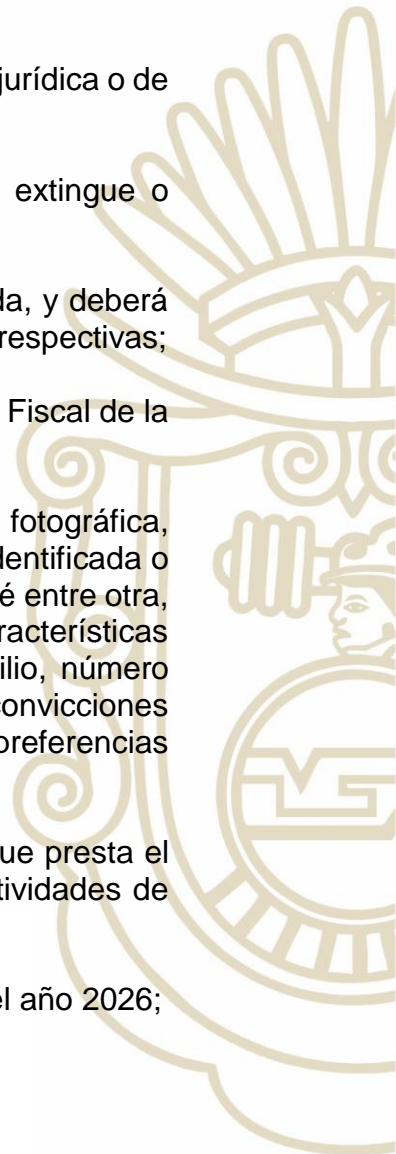 jurídica o de
extingue o
da, y deberá
respectivas;
Fiscal de la
fotográfica,
dentificada o
é entre otra,
racterísticas
ilio, número
convicciones
preferencias
ue presta el
tividades de
el año 2026;